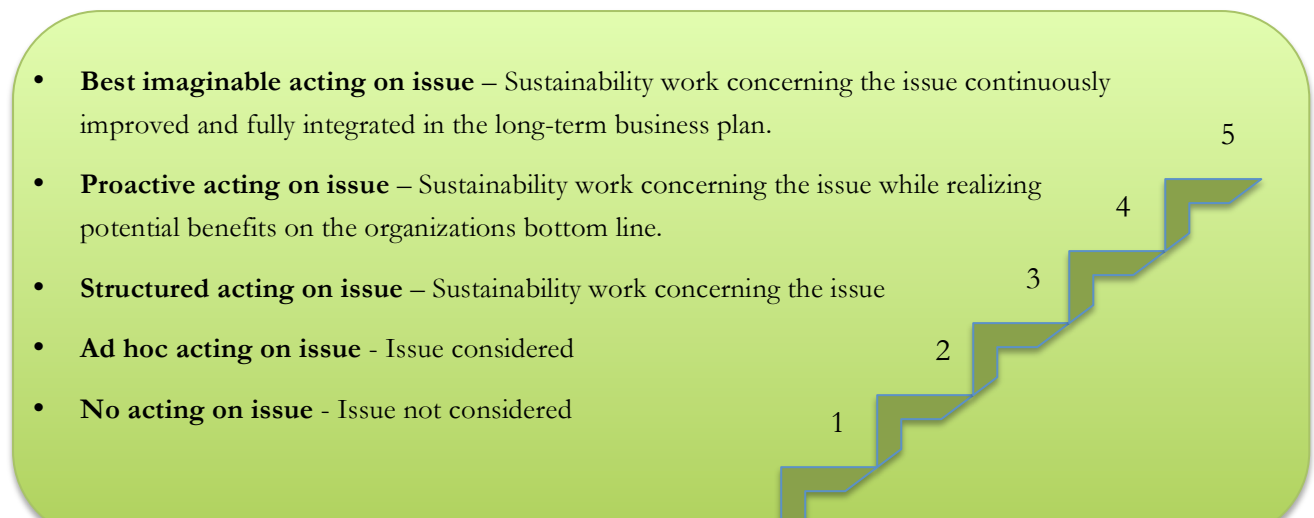 • Best imaginable acting on issue – Sustainability work concerning the issue continuously
improved and fully integrated in the long-term business plan.
5
• Proactive acting on issue – Sustainability work concerning the issue while realizing
4
potential benefits on the organizations bottom line.
3
• Structured acting on issue – Sustainability work concerning the issue
• Ad hoc acting on issue - Issue considered
2
• No acting on issue - Issue not considered
1